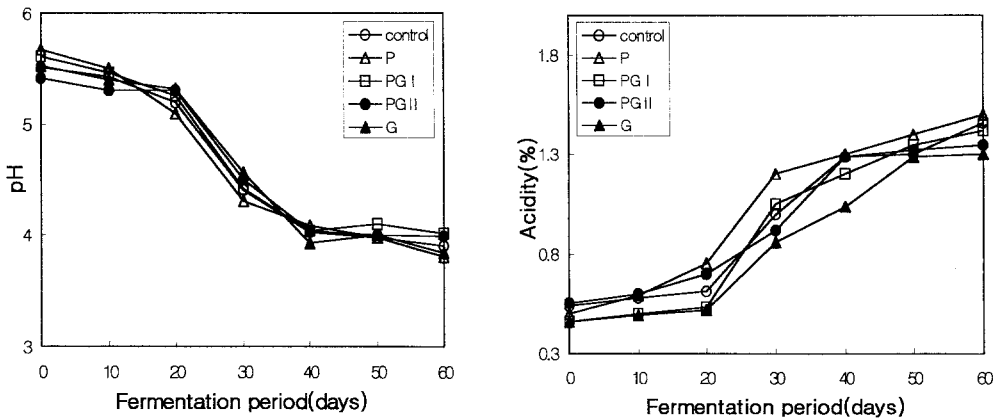 6
5
4
3
pH
control
P
PG I
PG II
G
0 10 20 30 40 50 60
Fermentation period(days)
1.8
1.3
0.8
0.3
Acidity(%)
control
P
PG I
PG II
G
0 10 20 30 40 50 60
Fermentation period(days)